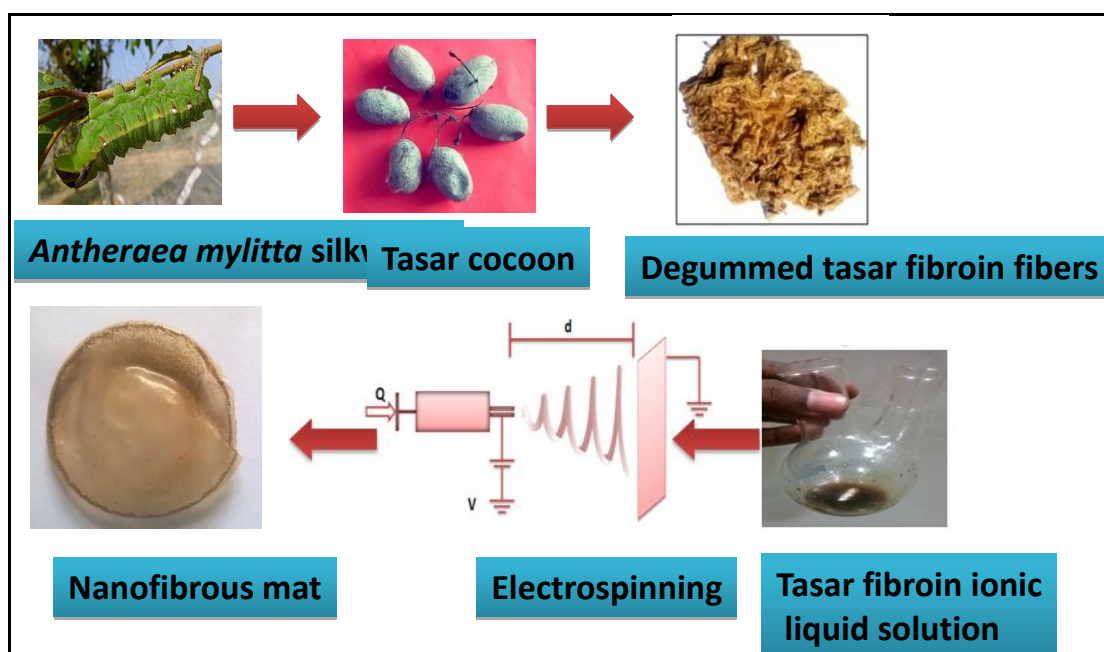 Antheraea mylitta
Tasar cocoon
Degummed tasar fibroin fibers
d
Q
V
Nanofibrous mat
Electrospinning
Tasar fibroin ionic
liquid solution